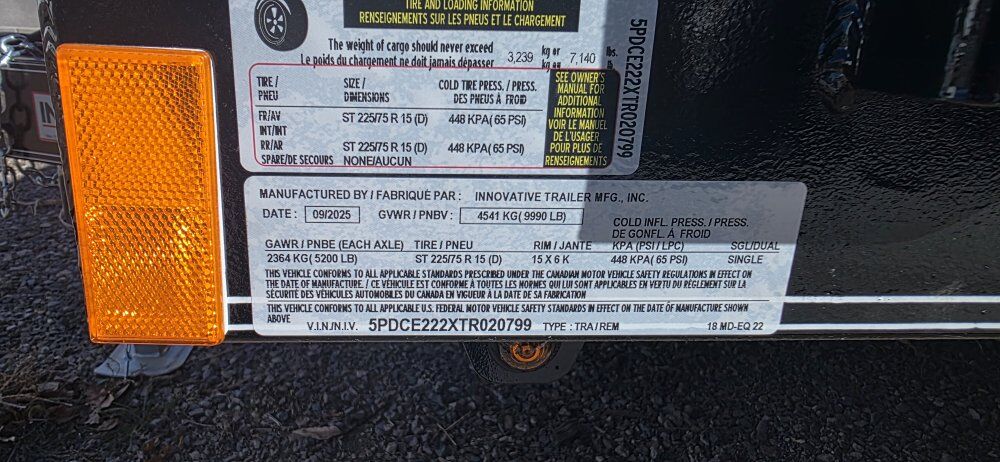 TIRE AND LOADING INFORMATION
RENSEIGNEMENTS SUR LES PNEUS ET LE CHARGEMENT
The weight of cargo should never exceed 3,239 kg or 7,140 lbs.
Le poids du chargement ne doit jamais dépasser kg ou lb.
TIRE / SIZE / COLD TIRE PRESS. / PRESS.
PNEU DIMENSIONS DES PNEUS À FROID
FR/AV ST 225/75 R 15 (D) 448 KPA( 65 PSI)
INT/INT
RR/AR ST 225/75 R 15 (D) 448 KPA( 65 PSI)
SPARE/DE SECOURS NONE/AUCUN
SEE OWNER'S
MANUAL FOR
ADDITIONAL
INFORMATION
VOIR LE MANUEL
DE L'USAGER
POUR PLUS DE
RENSEIGNEMENTS
5PDCE222XTR020799
MANUFACTURED BY / FABRIQUÉ PAR : INNOVATIVE TRAILER MFG., INC.
DATE : 09/2025 GVWR / PNBV : 4541 KG( 9990 LB)
COLD INFL. PRESS. / PRESS.
DE GONFL. À FROID
GAWR / PNBE (EACH AXLE) TIRE / PNEU RIM / JANTE KPA (PSI / LPC) SGL/DUAL
2364 KG( 5200 LB) ST 225/75 R 15 (D) 15 X 6 K 448 KPA( 65 PSI) SINGLE
THIS VEHICLE CONFORMS TO ALL APPLICABLE STANDARDS PRESCRIBED UNDER THE CANADIAN MOTOR VEHICLE SAFETY REGULATIONS IN EFFECT ON
THE DATE OF MANUFACTURE. / CE VÉHICULE EST CONFORME À TOUTES LES NORMES QUI LUI SONT APPLICABLES EN VERTU DU RÈGLEMENT SUR LA
SÉCURITÉ DES VÉHICULES AUTOMOBILES DU CANADA EN VIGUEUR À LA DATE DE SA FABRICATION
THIS VEHICLE CONFORMS TO ALL APPLICABLE U.S. FEDERAL MOTOR VEHICLE SAFETY STANDARDS IN EFFECT ON THE DATE OF MANUFACTURE SHOWN
ABOVE
V.I.N./N.I.V. 5PDCE222XTR020799 TYPE : TRA / REM 18 MD-EQ 22